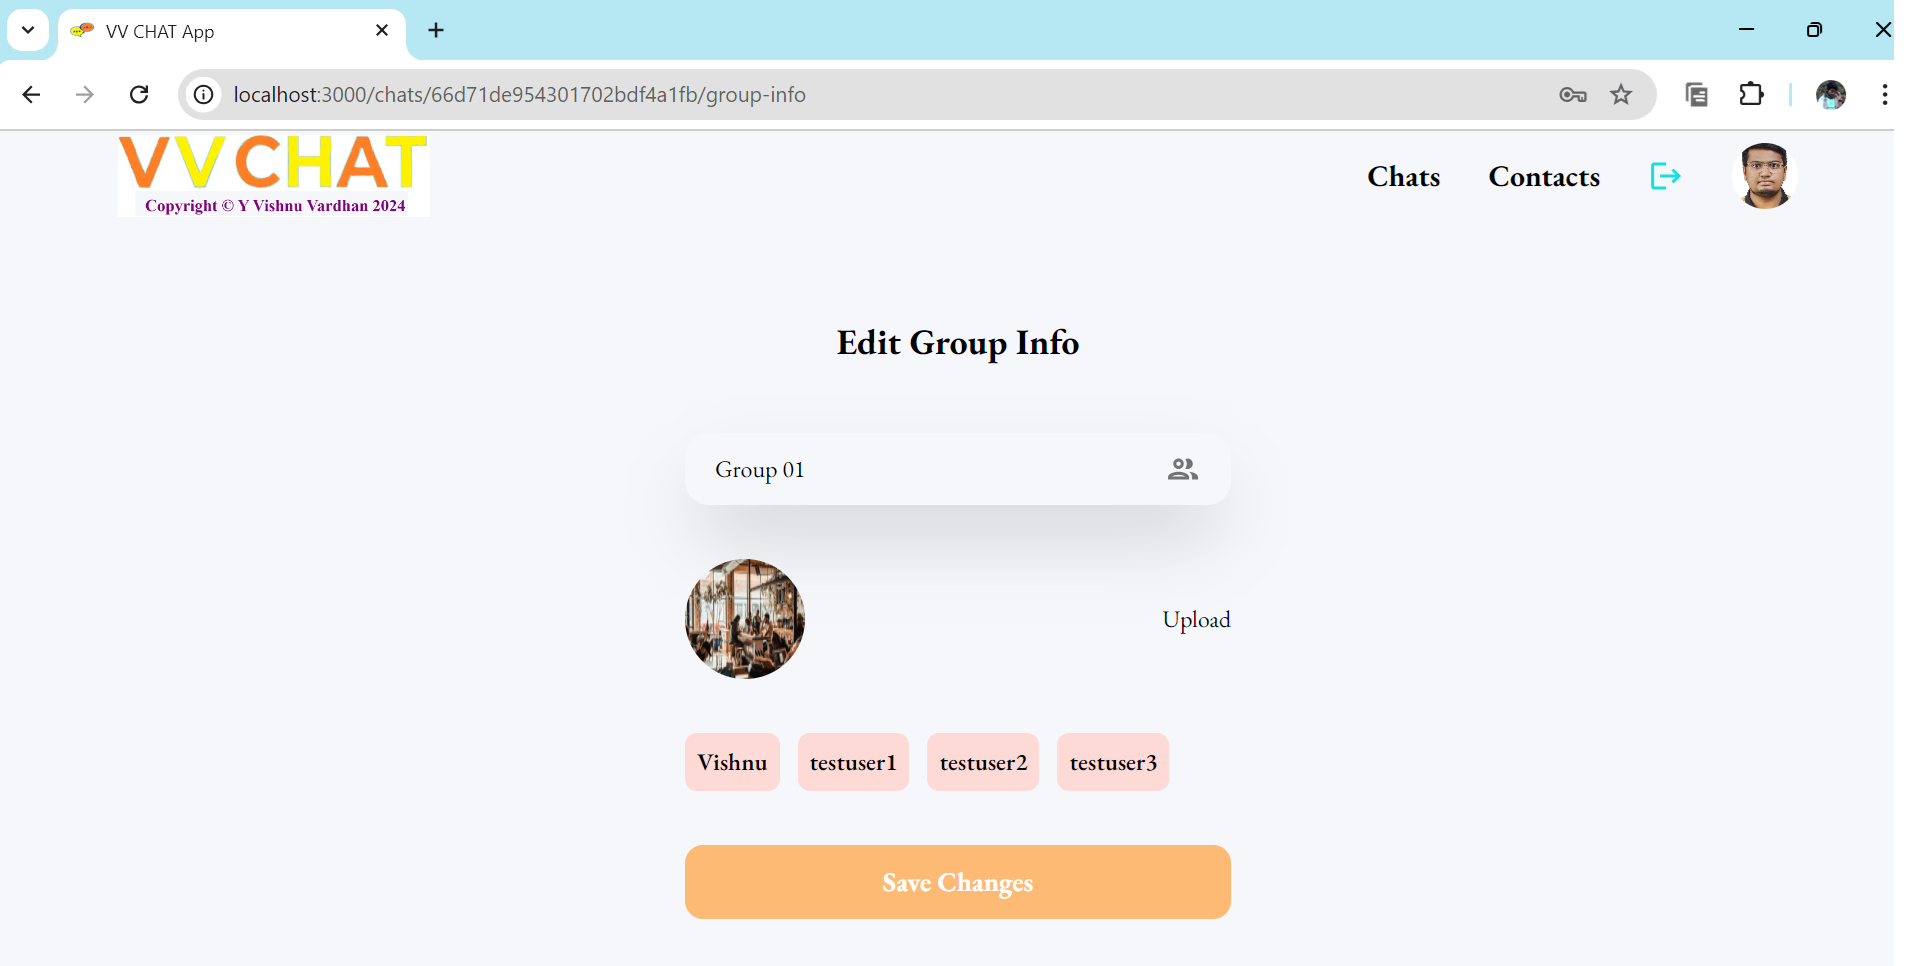 VV CHAT App
localhost:3000/chats/66d71de954301702bdf4a1fb/group-info
VVCHAT
Copyright © Y Vishnu Vardhan 2024
Chats Contacts
Edit Group Info
Group 01
Upload
Vishnu testuser1 testuser2 testuser3
Save Changes